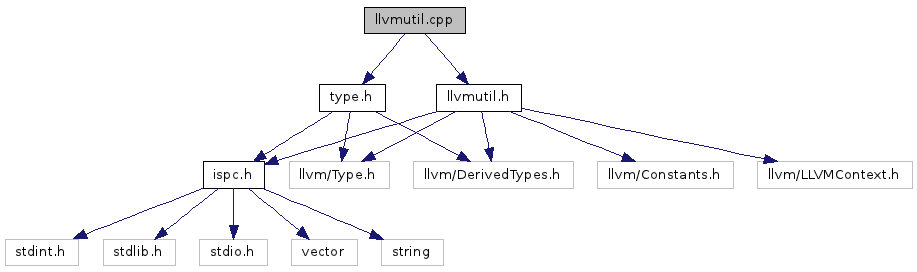 llvmutil.cpp
type.h
llvmutil.h
ispc.h
llvm/Type.h
llvm/DerivedTypes.h
llvm/Constants.h
llvm/LLVMContext.h
stdint.h
stdlib.h
stdio.h
vector
string